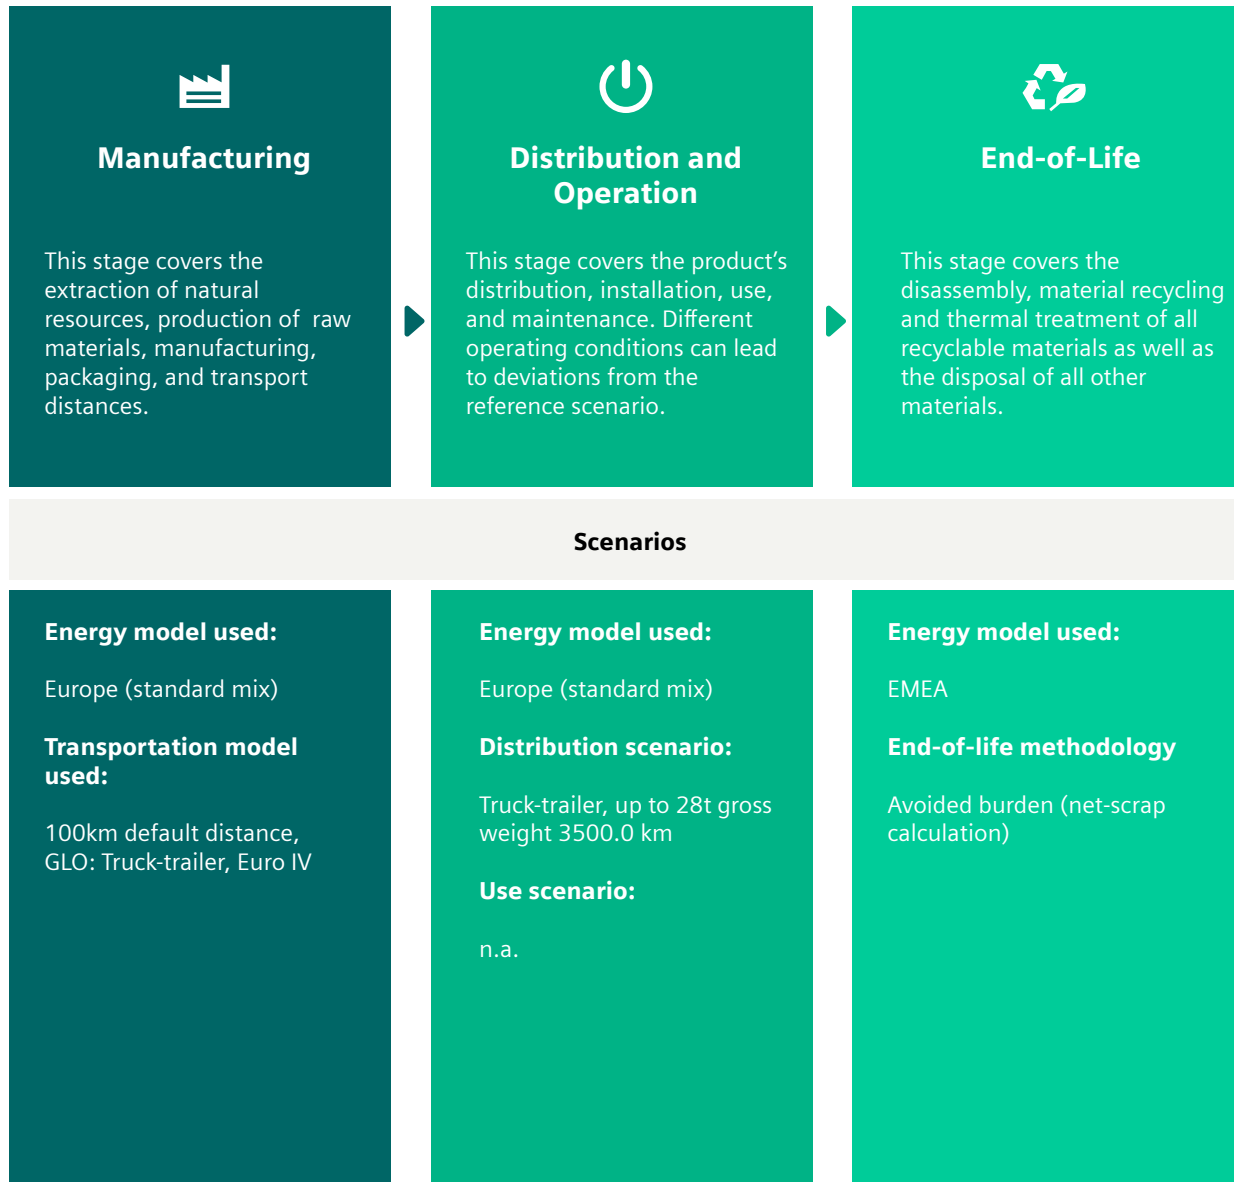 Manufacturing
This stage covers the
extraction of natural
resources, production of  raw
materials, manufacturing,
packaging, and transport
distances.
Distribution and
Operation
This stage covers the product’s
distribution, installation, use,
and maintenance. Different
operating conditions can lead
to deviations from the
reference scenario.
End-of-Life
This stage covers the
disassembly, material recycling
and thermal treatment of all
recyclable materials as well as
the disposal of all other
materials.
Scenarios
Energy model used:
Europe (standard mix)
Transportation model
used:
100km default distance,
GLO: Truck-trailer, Euro IV
Energy model used:
Europe (standard mix)
Distribution scenario:
Truck-trailer, up to 28t gross
weight 3500.0 km
Use scenario:
n.a.
Energy model used:
EMEA
End-of-life methodology
Avoided burden (net-scrap
calculation)